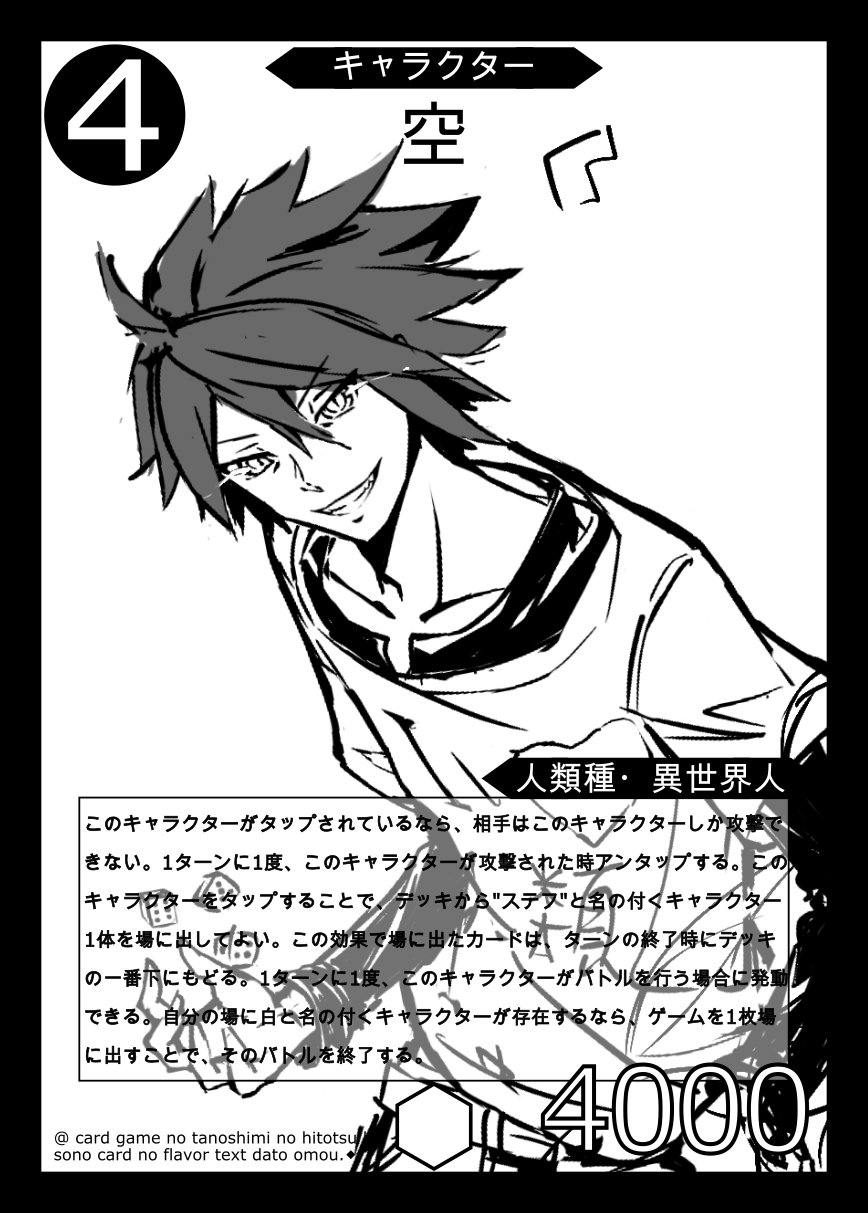 4
キャラクター
空
人類種・異世界人
このキャラクターがタップされているなら、相手はこのキャラクターしか攻撃で
きない。1ターンに1度、このキャラクターが攻撃された時アンタップする。この
キャラクターをタップすることで、デッキから"ステフ"と名の付くキャラクター
1体を場に出してよい。この効果で場に出たカードは、ターンの終了時にデッキ
の一番下にもどる。1ターンに1度、このキャラクターがバトルを行う場合に発動
できる。自分の場に白と名の付くキャラクターが存在するなら、ゲームを1枚場
に出すことで、そのバトルを終了する。
4000
@ card game no tanoshimi no hitotsu
sono card no flavor text dato omou.◆